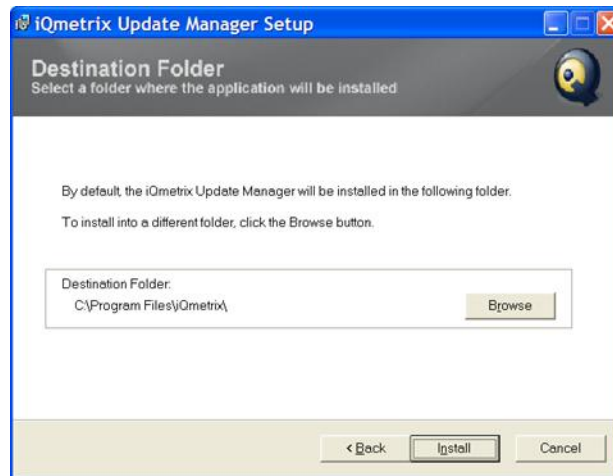 iQmetrix Update Manager Setup
Destination Folder
Select a folder where the application will be installed
By default, the iQmetrix Update Manager will be installed in the following folder.
To install into a different folder, click the Browse button.
Destination Folder:
C:\Program Files\iQmetrix\
Browse
< Back
Install
Cancel